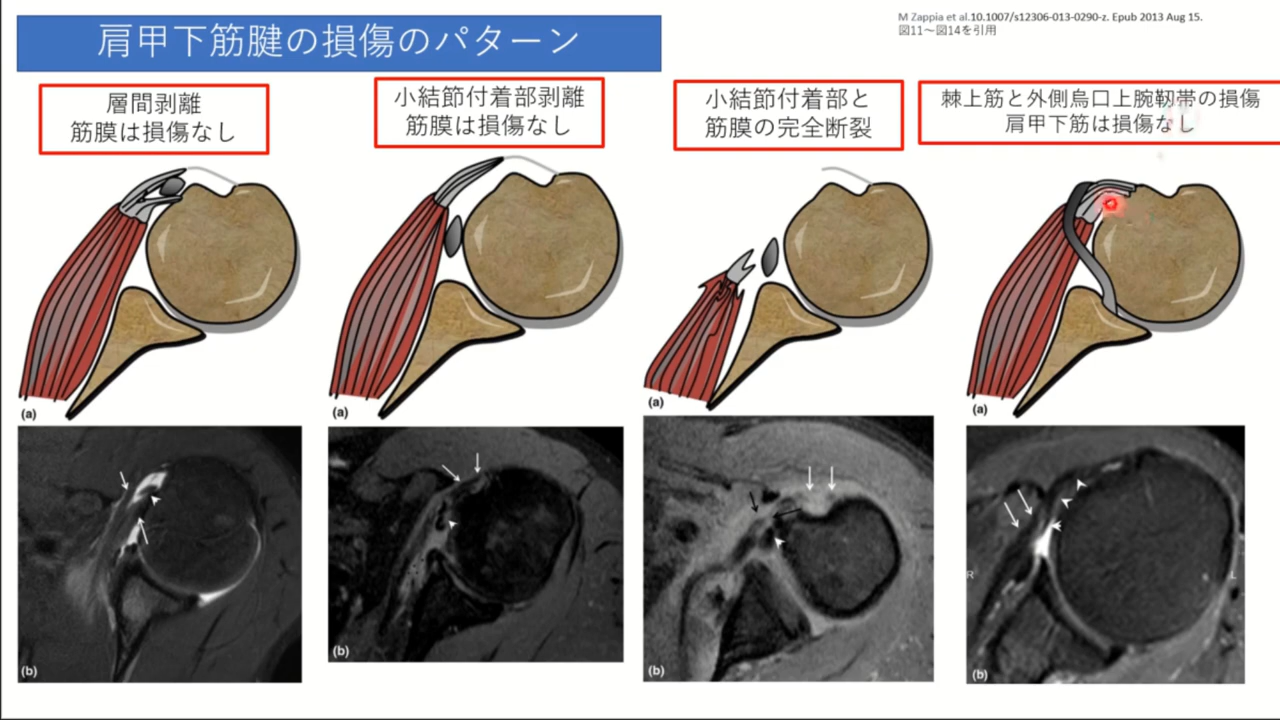 M Zappia et al.10.1007/s12306-013-0290-z. Epub 2013 Aug 15.
図11～図14を引用
肩甲下筋腱の損傷のパターン
層間剥離
筋膜は損傷なし
小結節付着部剥離
筋膜は損傷なし
小結節付着部と
筋膜の完全断裂
棘上筋と外側烏口上腕靭帯の損傷
肩甲下筋は損傷なし
(a)
(a)
(a)
(a)
(b)
(b)
(b)
R
L
(b)